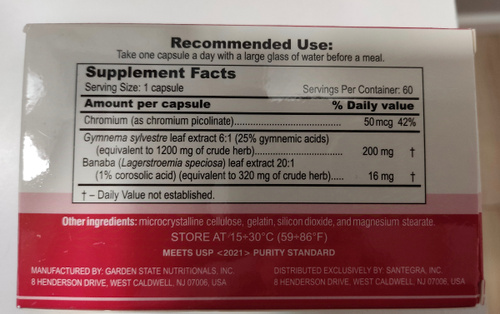 Recommended Use:
Take one capsule a day with a large glass of water before a meal.
Supplement Facts
Serving Size: 1 capsule Servings Per Container: 60
Amount per capsule % Daily value
Chromium (as chromium picolinate)........................... 50 mcg 42%
Gymnema sylvestre leaf extract 6:1 (25% gymnemic acids)
(equivalent to 1200 mg of crude herb)...................... 200 mg †
Banaba (Lagerstroemia speciosa) leaf extract 20:1
(1% corosolic acid) (equivalent to 320 mg of crude herb)..... 16 mg †
† – Daily Value not established.
Other ingredients: microcrystalline cellulose, gelatin, silicon dioxide, and magnesium stearate.
STORE AT 15÷30°C (59÷86°F)
MEETS USP <2021> PURITY STANDARD
MANUFACTURED BY: GARDEN STATE NUTRITIONALS, INC. DISTRIBUTED EXCLUSIVELY BY: SANTEGRA, INC.
8 HENDERSON DRIVE, WEST CALDWELL, NJ 07006, USA 8 HENDERSON DRIVE, WEST CALDWELL, NJ 07006, USA